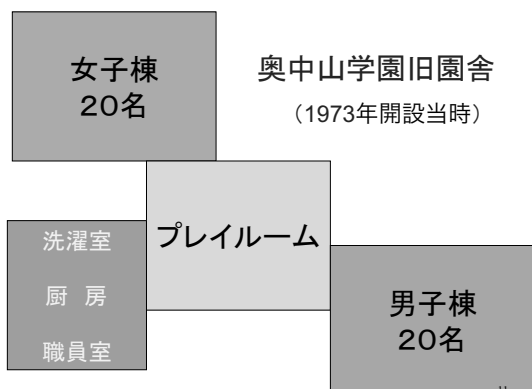 女子棟
20名
奥中山学園旧園舎
（1973年開設当時）
プレイルーム
洗濯室
厨　房
職員室
男子棟
20名